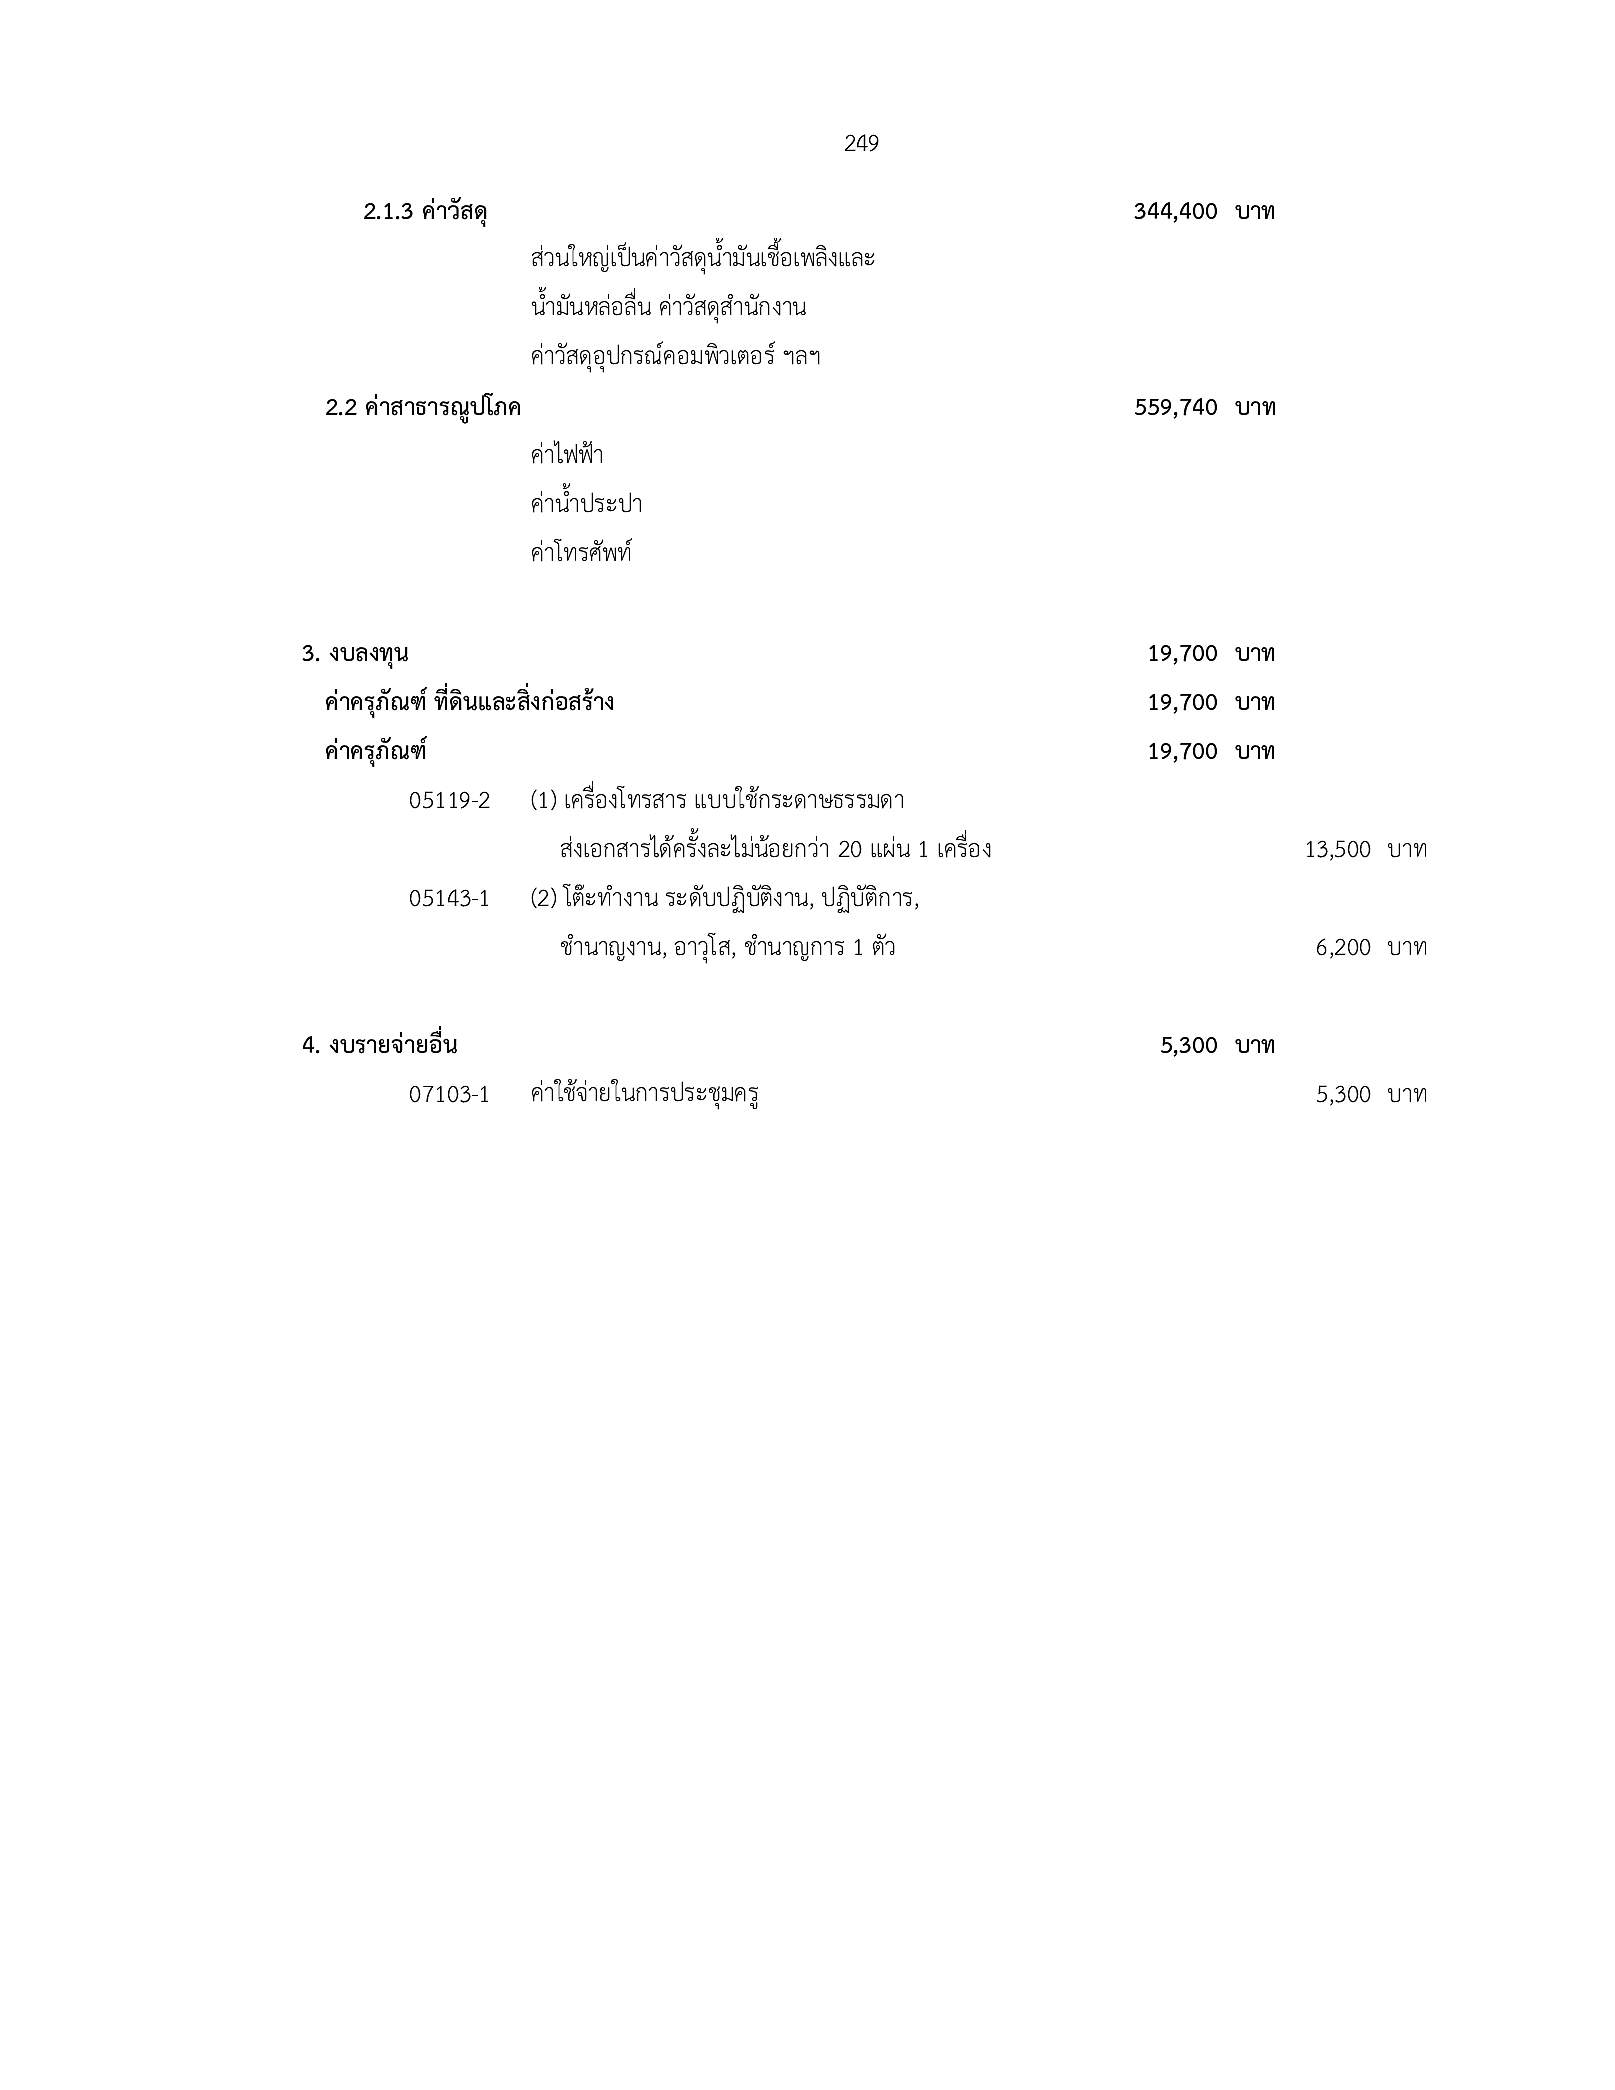 249
2.1.3 ค่าวัสดุ 344,400 บาท
ส่วนใหญ่เป็นค่าวัสดุน้ำมันเชื้อเพลิงและ
น้ำมันหล่อลื่น ค่าวัสดุสำนักงาน
ค่าวัสดุอุปกรณ์คอมพิวเตอร์ ฯลฯ
2.2 ค่าสาธารณูปโภค 559,740 บาท
ค่าไฟฟ้า
ค่าน้ำประปา
ค่าโทรศัพท์
3. งบลงทุน 19,700 บาท
ค่าครุภัณฑ์ ที่ดินและสิ่งก่อสร้าง 19,700 บาท
ค่าครุภัณฑ์ 19,700 บาท
05119-2 (1) เครื่องโทรสาร แบบใช้กระดาษธรรมดา
ส่งเอกสารได้ครั้งละไม่น้อยกว่า 20 แผ่น 1 เครื่อง 13,500 บาท
05143-1 (2) โต๊ะทำงาน ระดับปฏิบัติงาน, ปฏิบัติการ,
ชำนาญงาน, อาวุโส, ชำนาญการ 1 ตัว 6,200 บาท
4. งบรายจ่ายอื่น 5,300 บาท
07103-1 ค่าใช้จ่ายในการประชุมครู 5,300 บาท